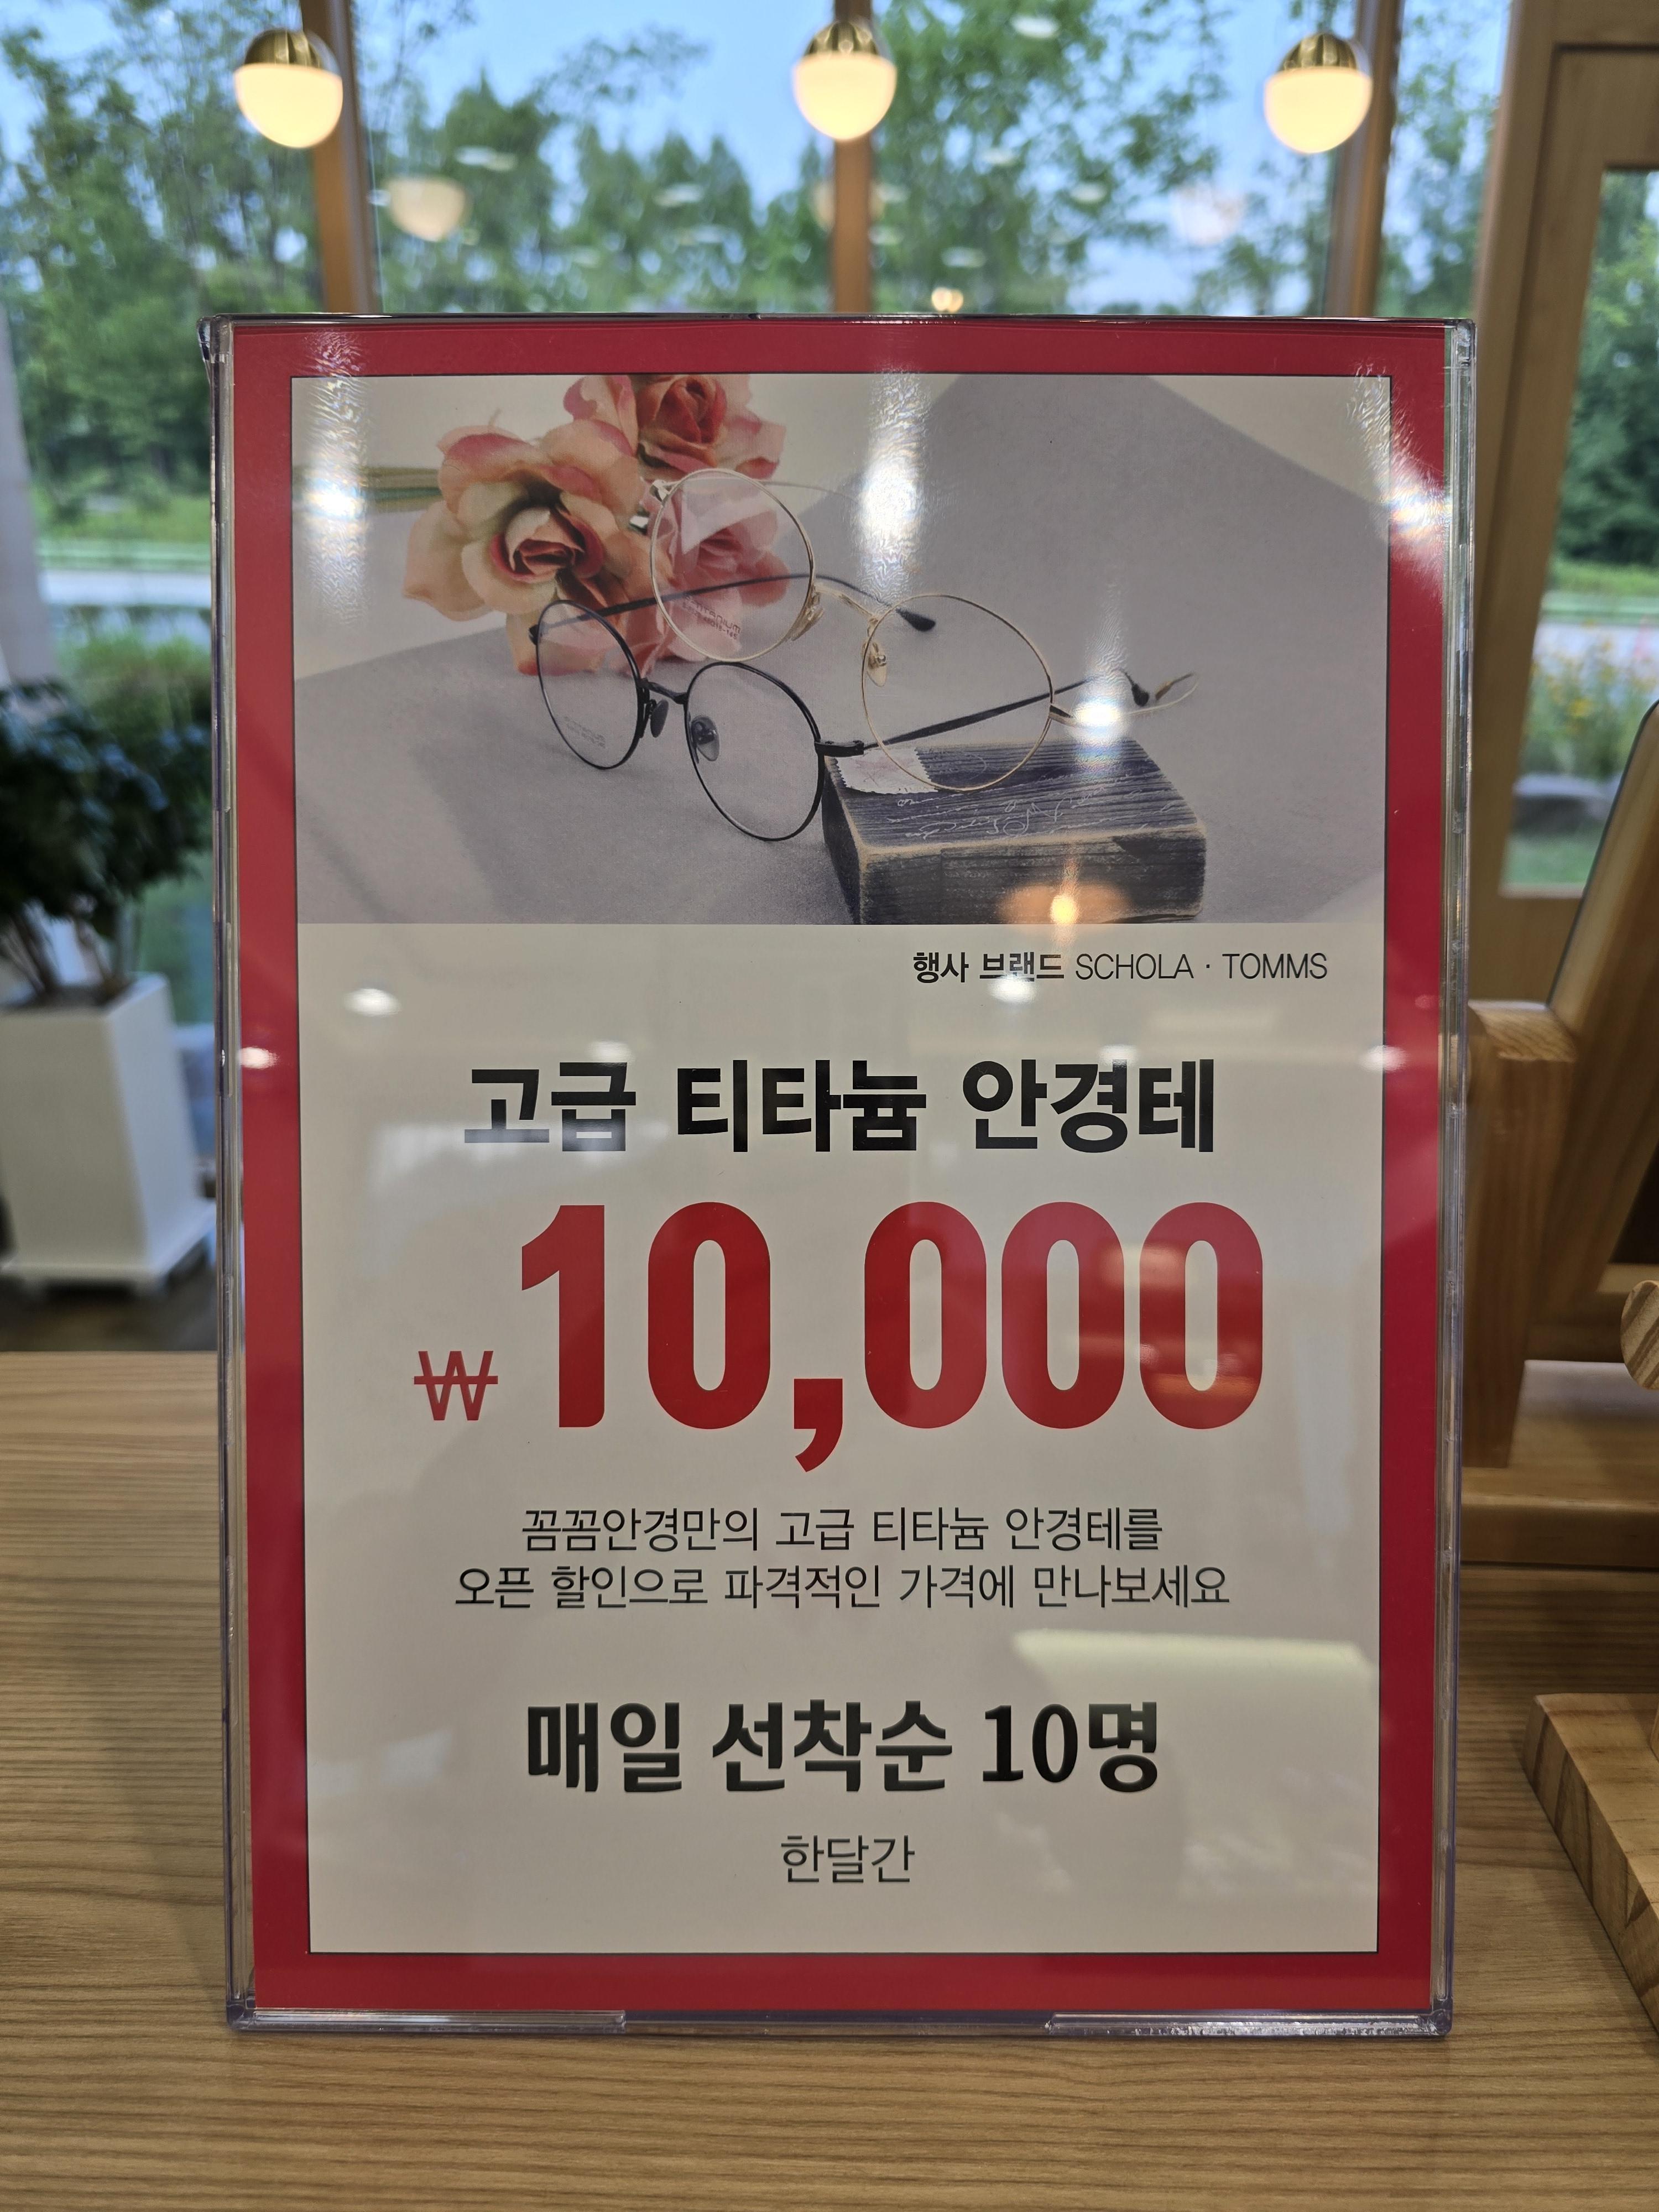 행사 브랜드 SCHOLA · TOMMS
고급 티타늄 안경테
₩10,000
꼼꼼안경만의 고급 티타늄 안경테를
오픈 할인으로 파격적인 가격에 만나보세요
매일 선착순 10명
한달간